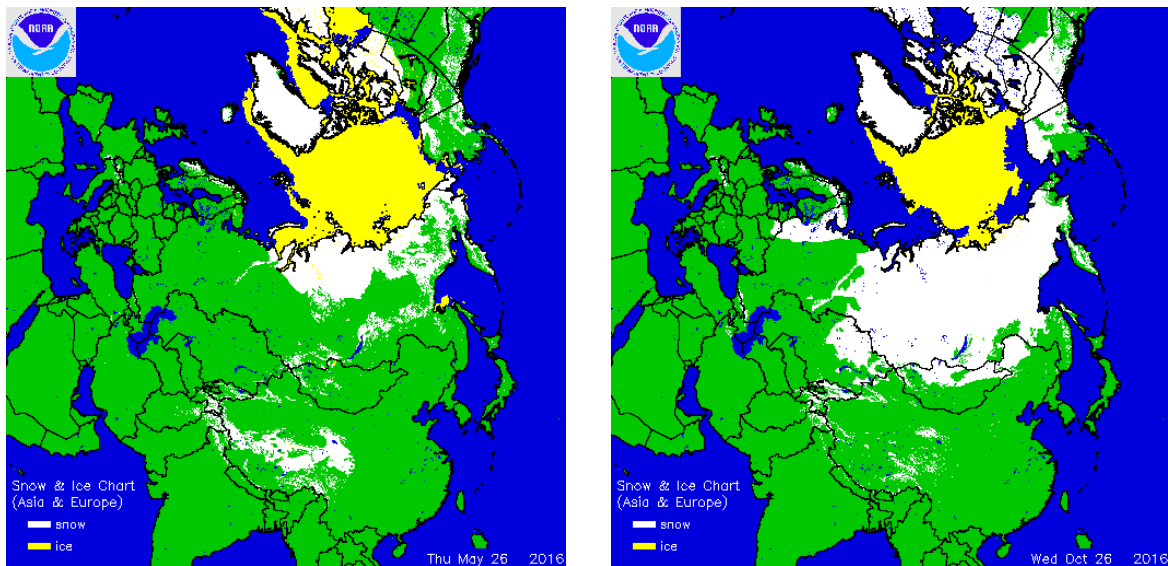 NOAA
Snow & Ice Chart
(Asia & Europe)
snow
ice
Thu May 26 2016
NOAA
Snow & Ice Chart
(Asia & Europe)
snow
ice
Wed Oct 26 2016